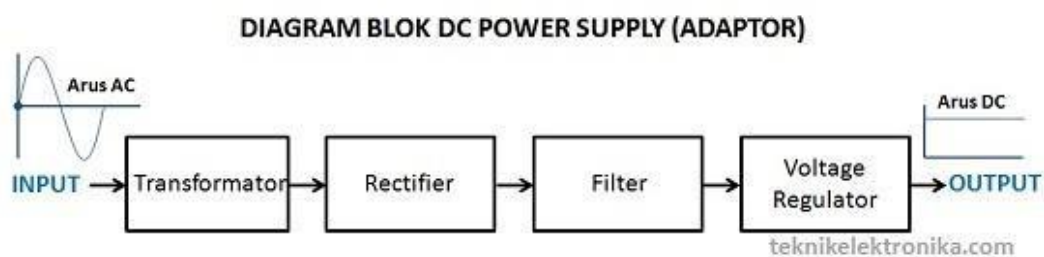 DIAGRAM BLOK DC POWER SUPPLY (ADAPTOR)
Arus AC
Arus DC
INPUT
Transformator
Rectifier
Filter
Voltage
Regulator
OUTPUT
teknikelektronika.com